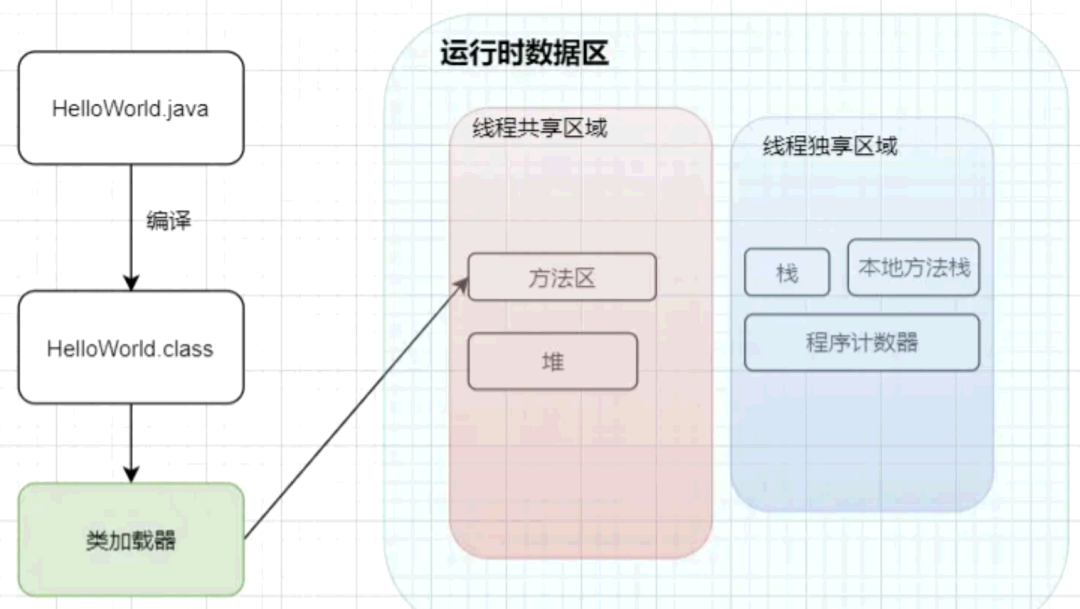 HelloWorld.java
编译
HelloWorld.class
类加载器
运行时数据区
线程共享区域
方法区
堆
线程独享区域
栈
本地方法栈
程序计数器